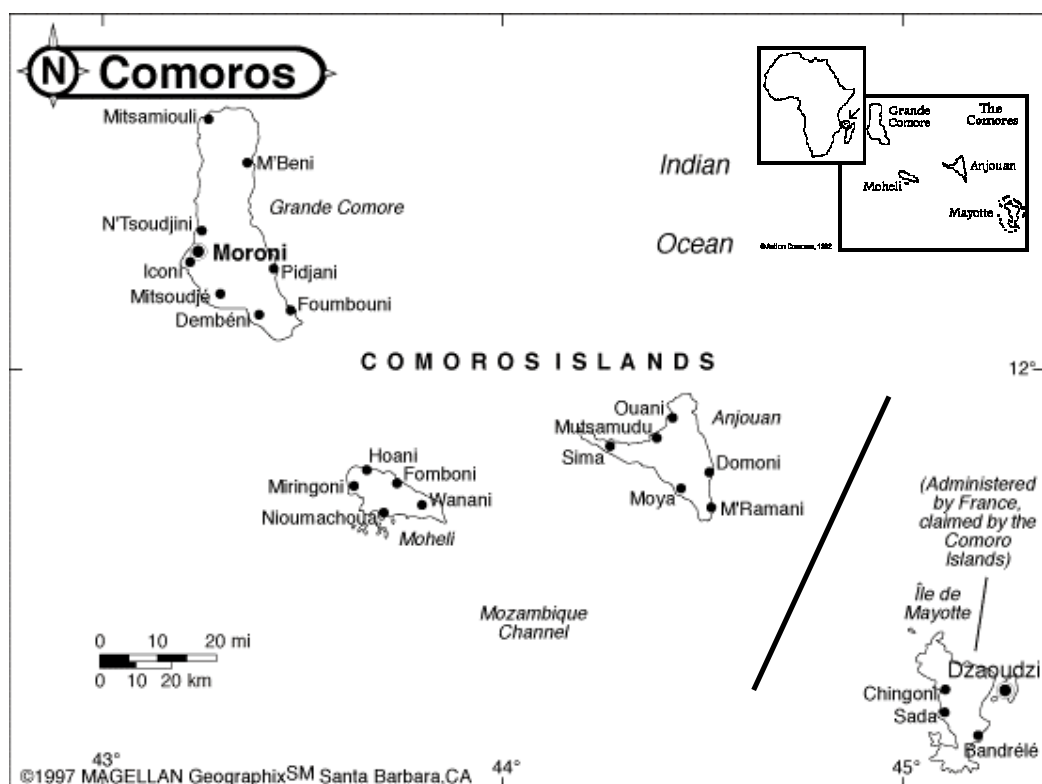 N Comoros
Mitsamiouli
M'Beni
Grande Comore
N'Tsoudjini
Moroni
Iconi
Pidjani
Mitsoudjé
Foumbouni
Dembéni
Indian
Ocean
Grande
Comore
The
Comores
Moheli
Anjouan
Mayotte
COMOROS ISLANDS
12°
Ouani
Anjouan
Mutsamudu
Sima
Domoni
Moya
M'Ramani
Hoani
Fomboni
Miringoni
Wanani
Nioumachoua
Moheli
(Administered
by France,
claimed by the
Comoro
Islands)
Mozambique
Channel
Île de
Mayotte
Dzaoudzi
Chingoni
Sada
Bandrélé
0 10 20 mi
0 10 20 km
43°
44°
45°
©1997 MAGELLAN Geographix SM Santa Barbara,CA